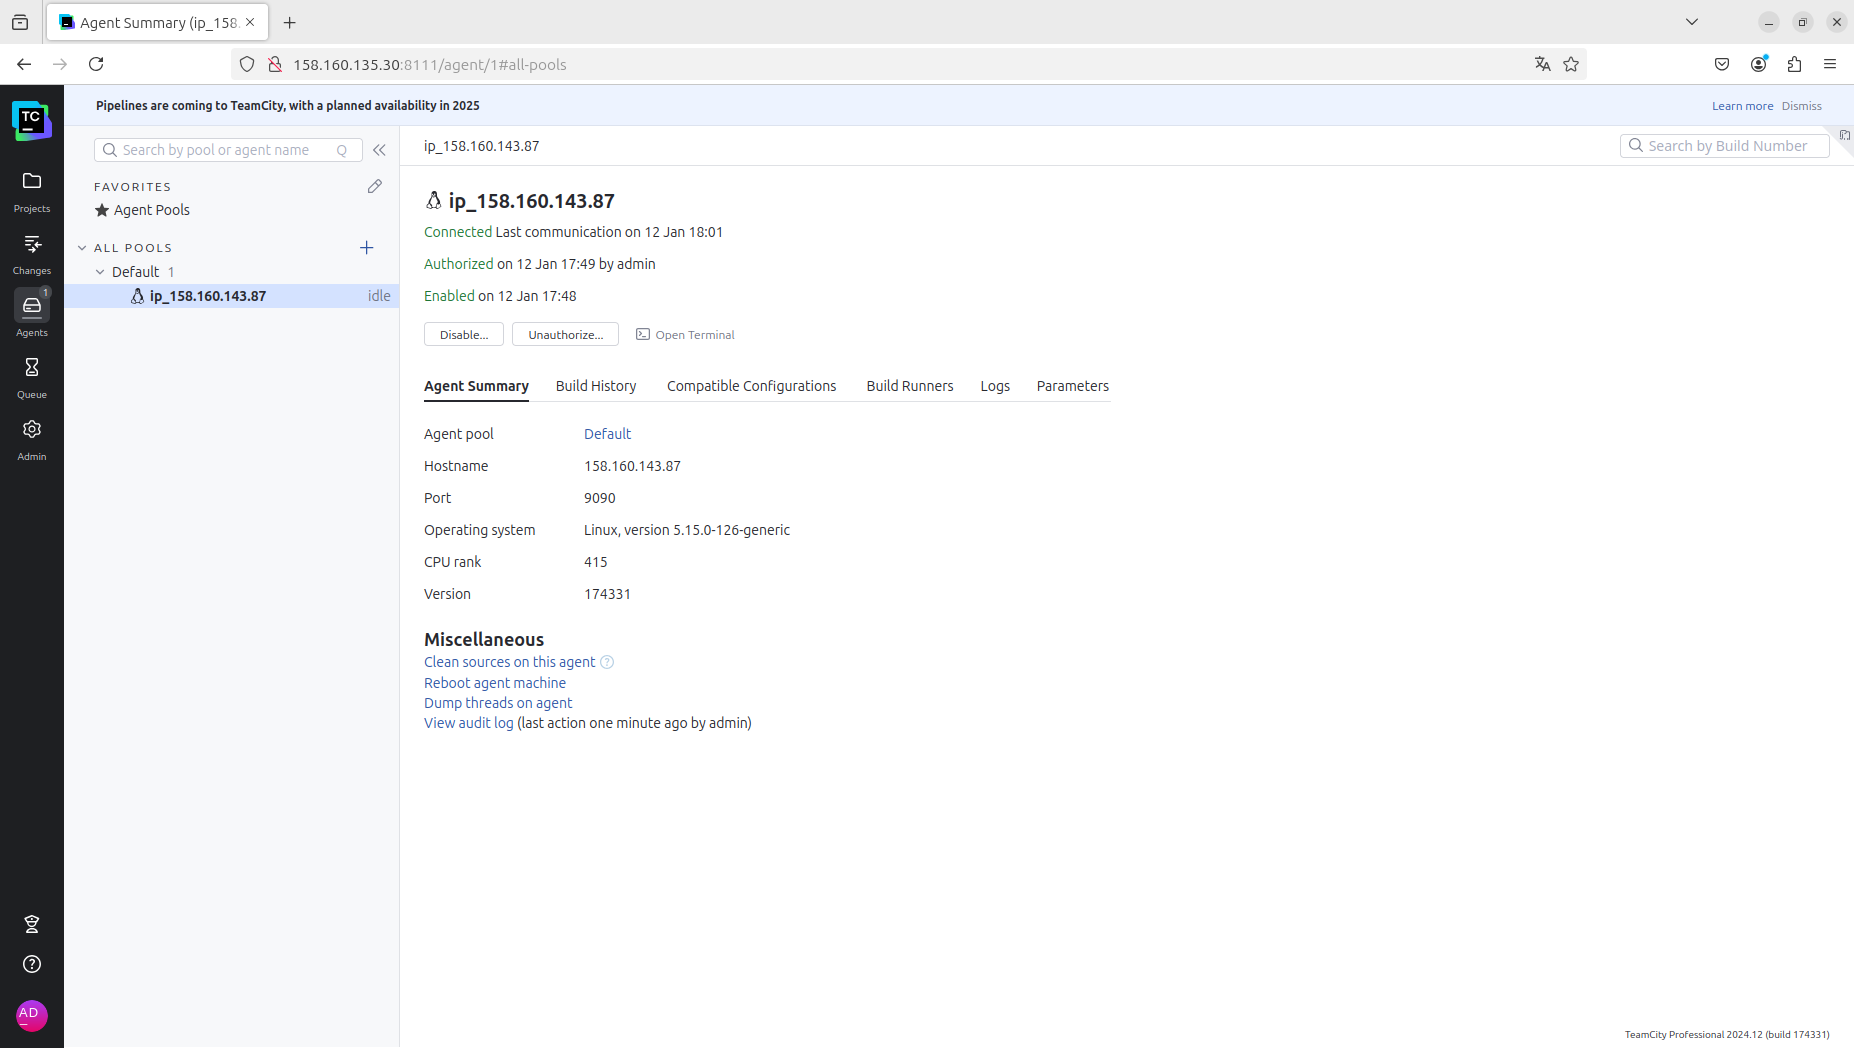 Agent Summary (ip_158.
158.160.135.30:8111/agent/1#all-pools
Pipelines are coming to TeamCity, with a planned availability in 2025
Learn more Dismiss
TC
Projects
Changes
1
Agents
Queue
Admin
AD
Search by pool or agent name Q
FAVORITES
Agent Pools
ALL POOLS
Default 1
ip_158.160.143.87 idle
ip_158.160.143.87
Search by Build Number
ip_158.160.143.87
Connected Last communication on 12 Jan 18:01
Authorized on 12 Jan 17:49 by admin
Enabled on 12 Jan 17:48
Disable... Unauthorize... Open Terminal
Agent Summary Build History Compatible Configurations Build Runners Logs Parameters
Agent pool Default
Hostname 158.160.143.87
Port 9090
Operating system Linux, version 5.15.0-126-generic
CPU rank 415
Version 174331
Miscellaneous
Clean sources on this agent
Reboot agent machine
Dump threads on agent
View audit log (last action one minute ago by admin)
TeamCity Professional 2024.12 (build 174331)